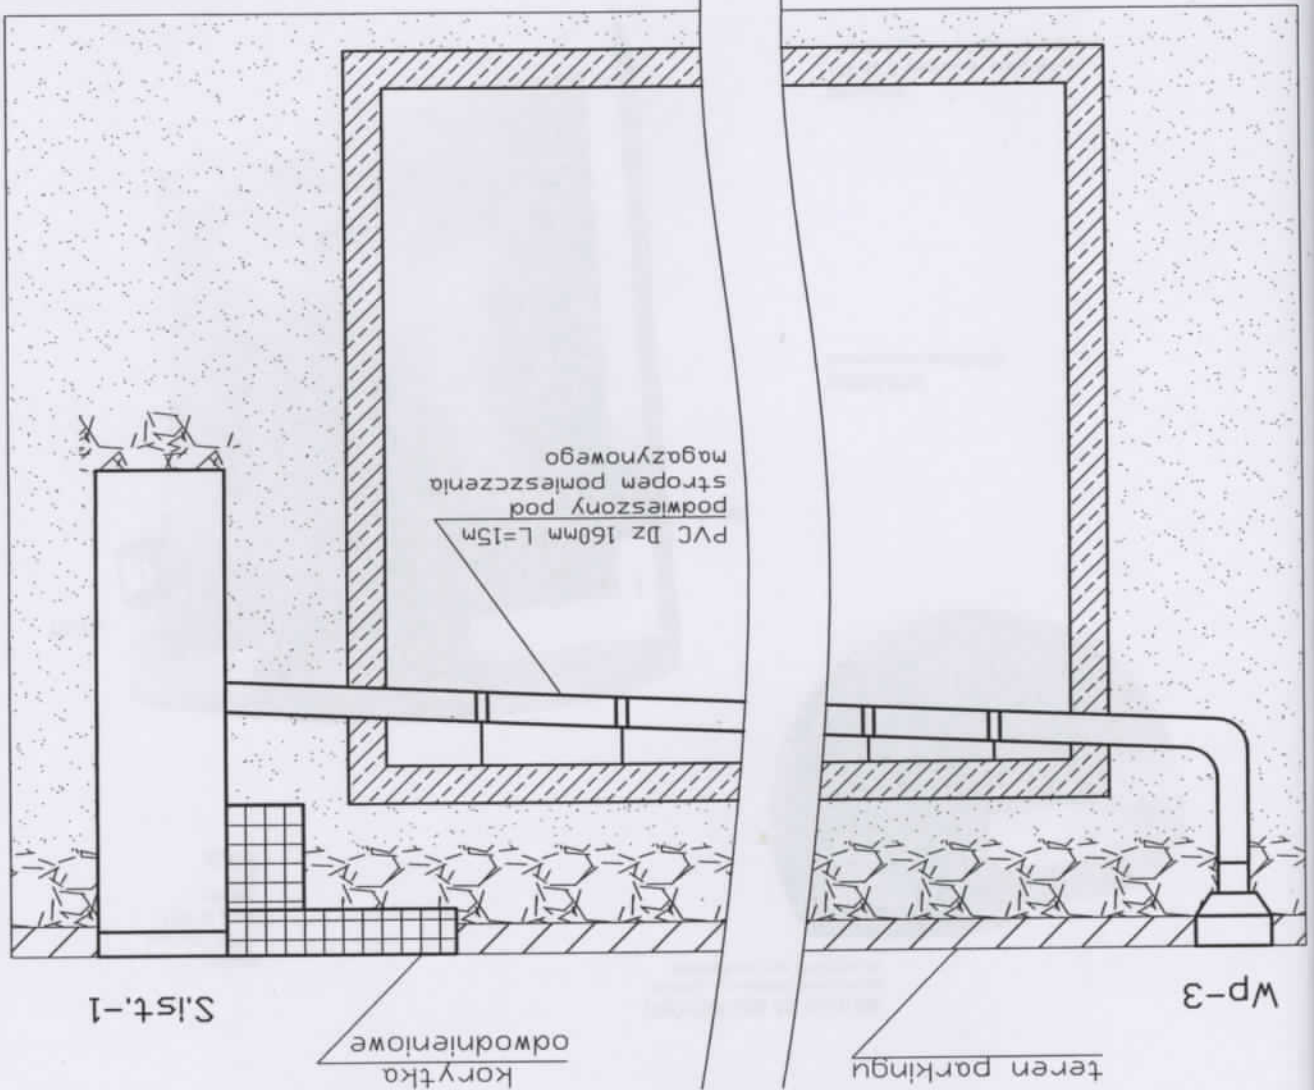 teren parkingu
korytka
odwodnieniowe
Wp-3
S.ist.-1
PVC Dz 160mm L=15m
podwieszony pod
stropem pomieszczenia
magazynowego